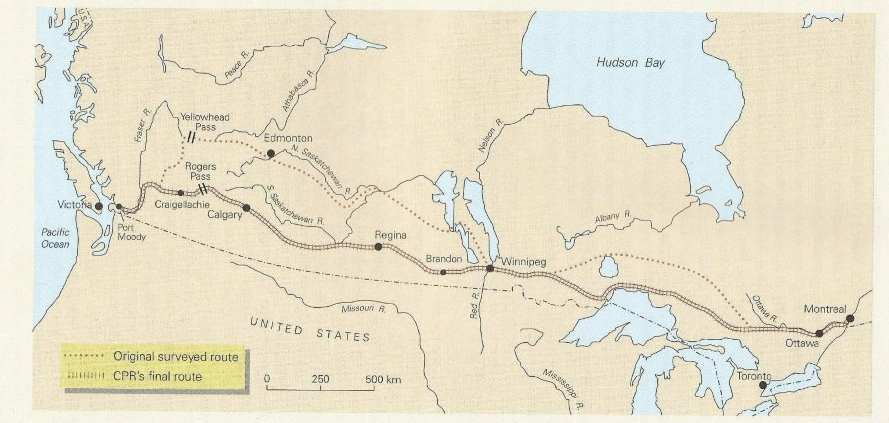 U.S.A.
Hudson Bay
Peace R.
Athabasca R.
Fraser R.
Yellowhead
Pass
Edmonton
N. Saskatchewan R.
Nelson R.
Rogers
Pass
Victoria
Craigellachie
Calgary
S. Saskatchewan R.
Port
Moody
Pacific
Ocean
Albany R.
Regina
Brandon
Winnipeg
Red R.
Missouri R.
UNITED STATES
Ottawa R.
Montreal
Ottawa
Toronto
Mississippi R.
Original surveyed route
CPR's final route
0 250 500 km